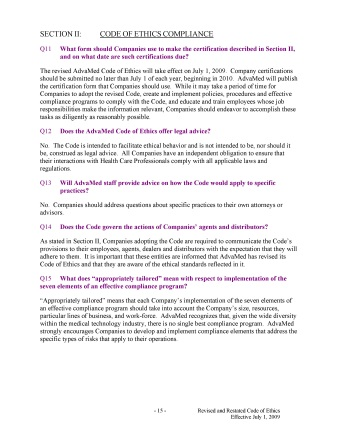 SECTION II: CODE OF ETHICS COMPLIANCE
Q11 What form should Companies use to make the certification described in Section II,
and on what date are such certifications due?
The revised AdvaMed Code of Ethics will take effect on July 1, 2009. Company certifications
should be submitted no later than July 1 of each year, beginning in 2010. AdvaMed will publish
the certification form that Companies should use. While it may take a period of time for
Companies to adopt the revised Code, create and implement policies, procedures and effective
compliance programs to comply with the Code, and educate and train employees whose job
responsibilities make the information relevant, Companies should endeavor to accomplish these
tasks as diligently as reasonably possible.
Q12 Does the AdvaMed Code of Ethics offer legal advice?
No. The Code is intended to facilitate ethical behavior and is not intended to be, nor should it
be, construed as legal advice. All Companies have an independent obligation to ensure that
their interactions with Health Care Professionals comply with all applicable laws and
regulations.
Q13 Will AdvaMed staff provide advice on how the Code would apply to specific
practices?
No. Companies should address questions about specific practices to their own attorneys or
advisors.
Q14 Does the Code govern the actions of Companies' agents and distributors?
As stated in Section II, Companies adopting the Code are required to communicate the Code's
provisions to their employees, agents, dealers and distributors with the expectation that they will
adhere to them. It is important that these entities are informed that AdvaMed has revised its
Code of Ethics and that they are aware of the ethical standards reflected in it.
Q15 What does "appropriately tailored" mean with respect to implementation of the
seven elements of an effective compliance program?
"Appropriately tailored" means that each Company's implementation of the seven elements of
an effective compliance program should take into account the Company's size, resources,
particular lines of business, and work-force. AdvaMed recognizes that, given the wide diversity
within the medical technology industry, there is no single best compliance program. AdvaMed
strongly encourages Companies to develop and implement compliance elements that address the
specific types of risks that apply to their operations.
- 15 - Revised and Restated Code of Ethics
Effective July 1, 2009